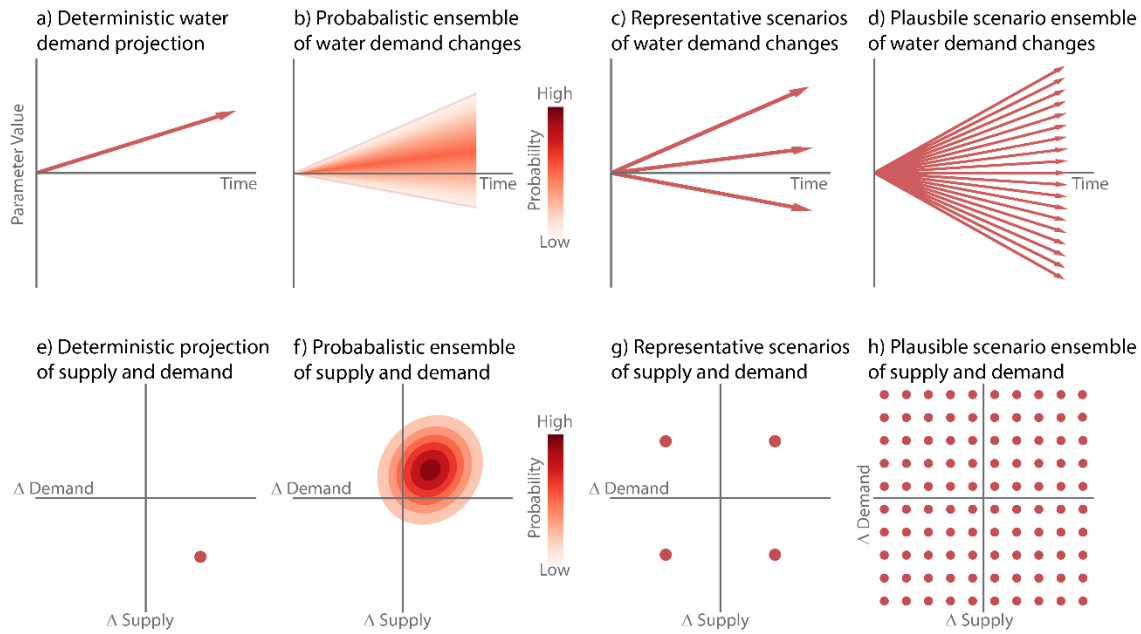 a) Deterministic water
demand projection
b) Probabalistic ensemble
of water demand changes
c) Representative scenarios
of water demand changes
d) Plausbile scenario ensemble
of water demand changes
Parameter Value
Time
Time
High
Probability
Low
Time
Time
e) Deterministic projection
of supply and demand
f) Probabalistic ensemble
of supply and demand
g) Representative scenarios
of supply and demand
h) Plausible scenario ensemble
of supply and demand
Δ Demand
Δ Supply
Δ Demand
High
Probability
Low
Δ Demand
Δ Supply
Δ Demand
Δ Supply